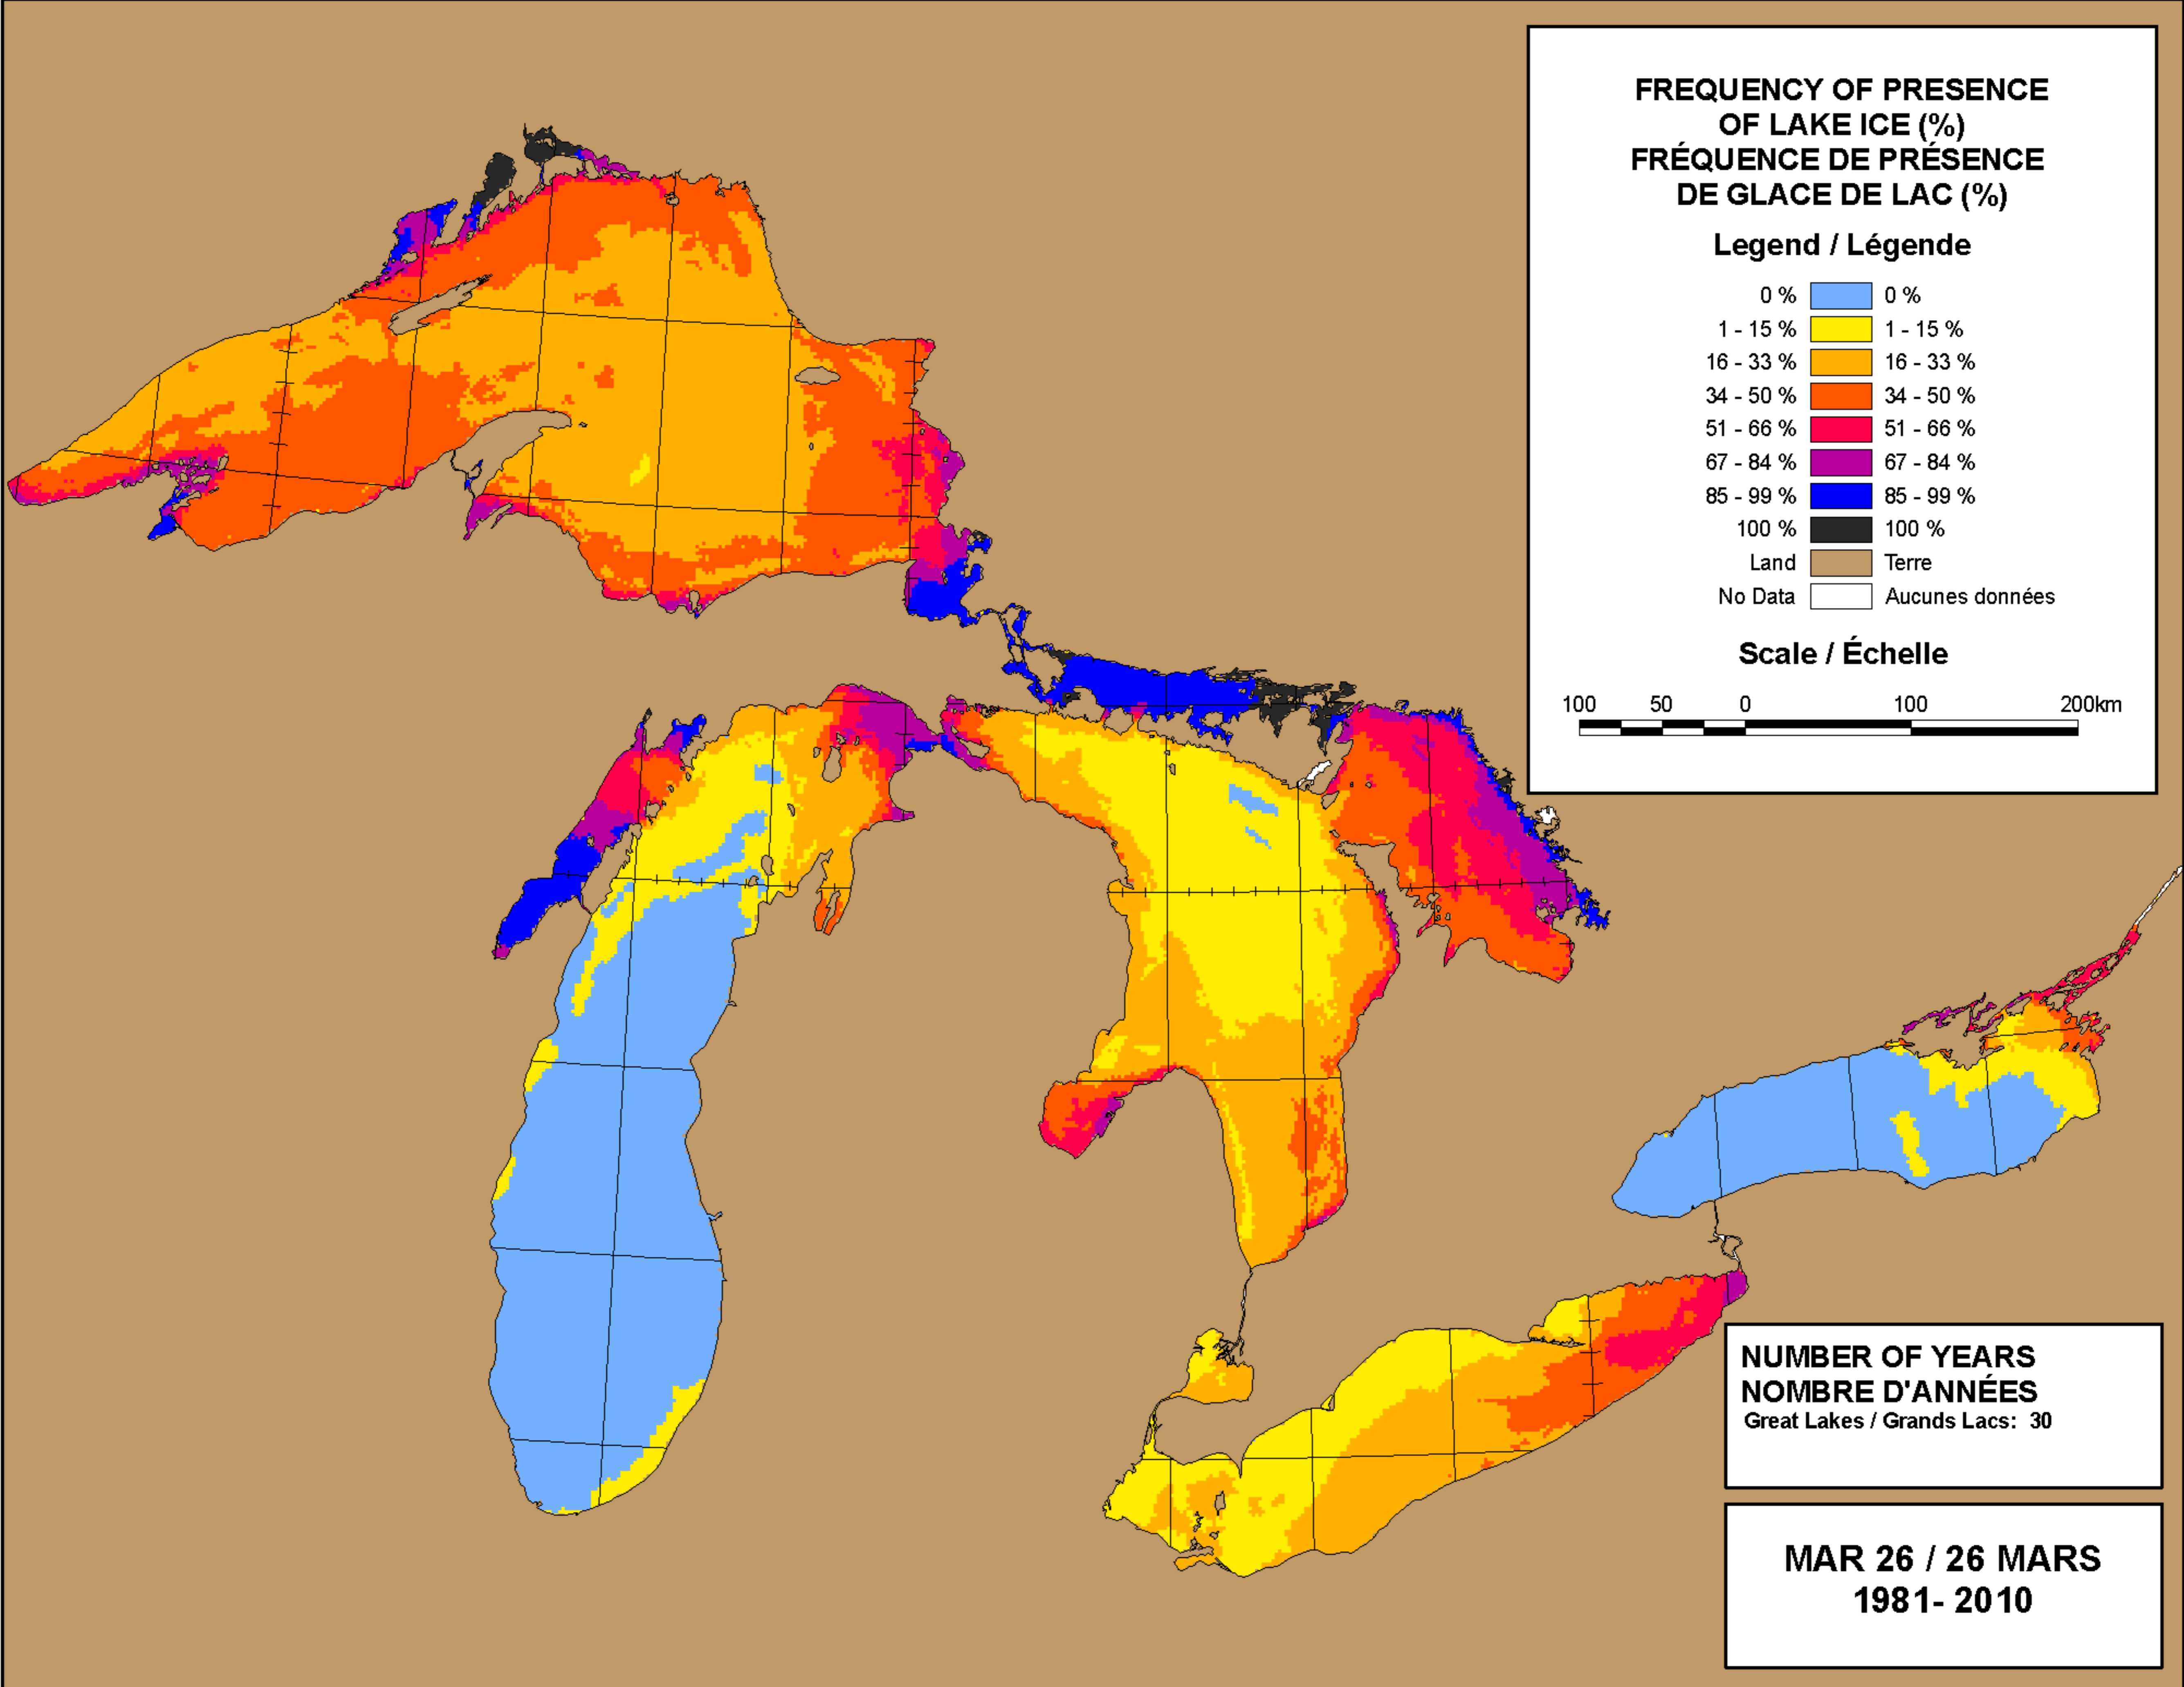 FREQUENCY OF PRESENCE
OF LAKE ICE (%)
FRÉQUENCE DE PRÉSENCE
DE GLACE DE LAC (%)
Legend / Légende
0 % 0 %
1 - 15 % 1 - 15 %
16 - 33 % 16 - 33 %
34 - 50 % 34 - 50 %
51 - 66 % 51 - 66 %
67 - 84 % 67 - 84 %
85 - 99 % 85 - 99 %
100 % 100 %
Land Terre
No Data Aucunes données
Scale / Échelle
100 50 0 100 200km
NUMBER OF YEARS
NOMBRE D'ANNÉES
Great Lakes / Grands Lacs: 30
MAR 26 / 26 MARS
1981- 2010